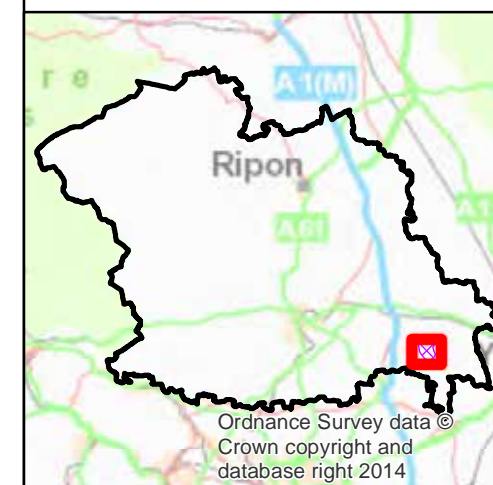 r e
A1(M)
Ripon
A61
A1
Ordnance Survey data ©
Crown copyright and
database right 2014